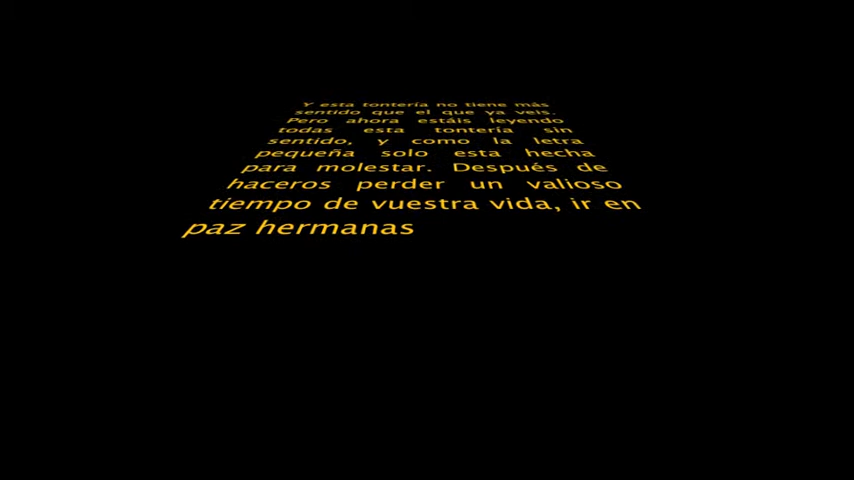 Y esta tontería no tiene más
sentido que el que ya veis.
Pero ahora estáis leyendo
todas esta tontería sin
sentido, y como la letra
pequeña solo esta hecha
para molestar. Después de
haceros perder un valioso
tiempo de vuestra vida, ir en
paz hermanas